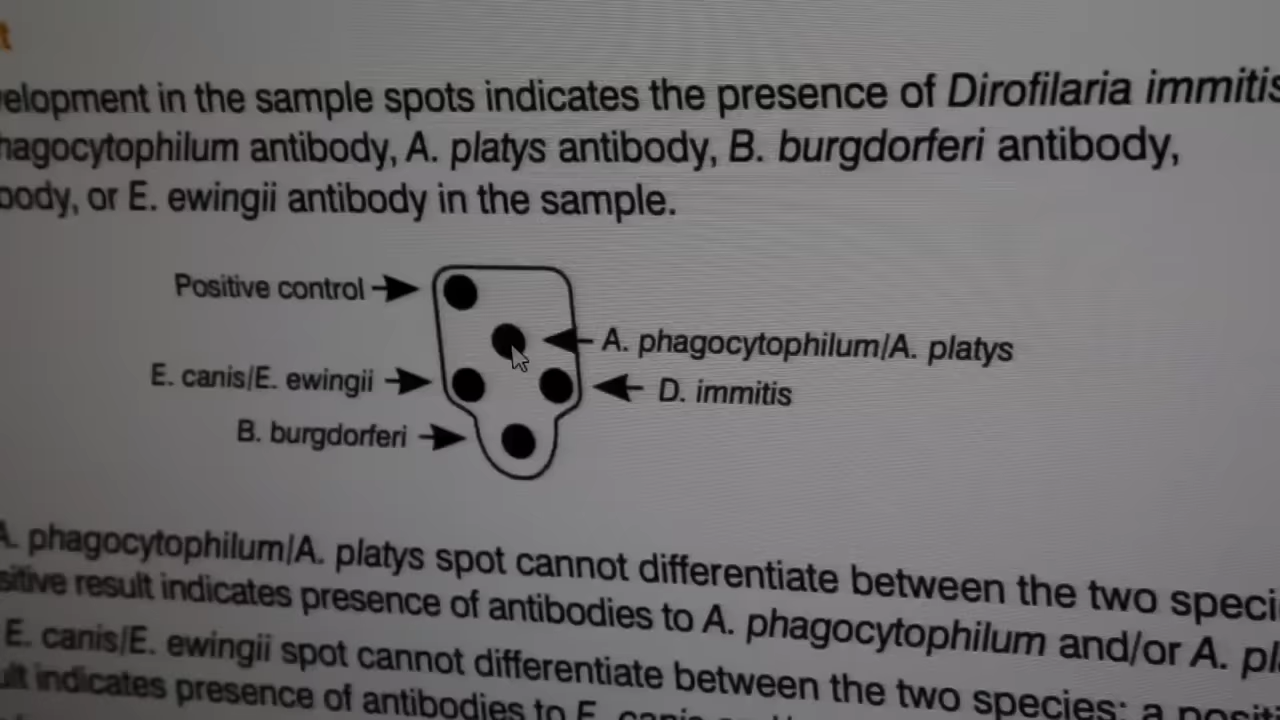 t
elopment in the sample spots indicates the presence of Dirofilaria immitis
hagocytophilum antibody, A. platys antibody, B. burgdorferi antibody,
body, or E. ewingii antibody in the sample.
Positive control
A. phagocytophilum/A. platys
E. canis/E. ewingii
D. immitis
B. burgdorferi
A. phagocytophilum/A. platys spot cannot differentiate between the two speci
sitive result indicates presence of antibodies to A. phagocytophilum and/or A. pl
E. canis/E. ewingii spot cannot differentiate between the two species; a positi
ult indicates presence of antibodies to E. canis